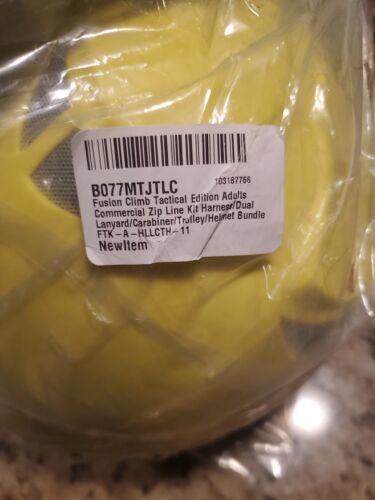 B077MTJTLC 103187766
Fusion Climb Tactical Edition Adults
Commercial Zip Line Kit Harness/Dual
Lanyard/Carabiner/Trolley/Helmet Bundle
FTK-A-HLLCTH-11
NewItem